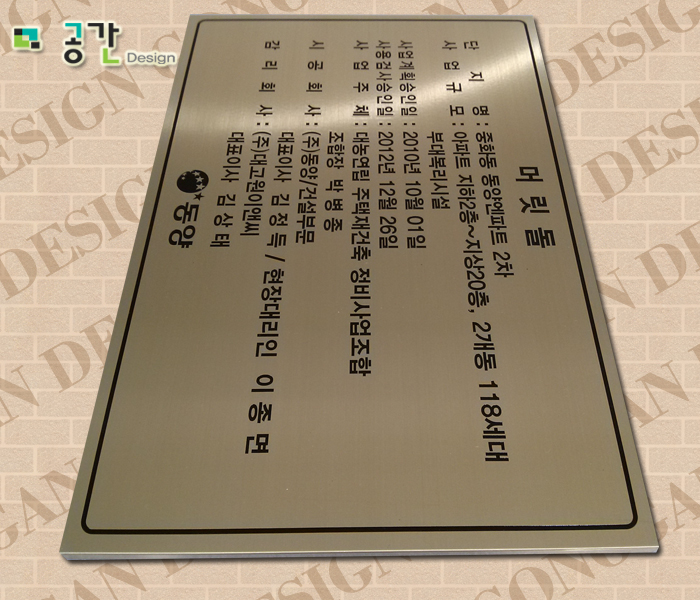 공간 Design
머릿돌
단지명 : 중화동 동양엔파트 2차
사업규모 : 아파트 지하2층~지상20층, 2개동 118세대
부대복리시설
사업계획승인일 : 2010년 10월 01일
사용검사승인일 : 2012년 12월 26일
사업주체 : 대농연립 주택재건축 정비사업조합
조합장 박병종
시공회사 : (주)동양/건설부문
대표이사 김정득 / 현장대리인 이종면
감리회사 : (주)대고원이앤씨
대표이사 김상태
동양